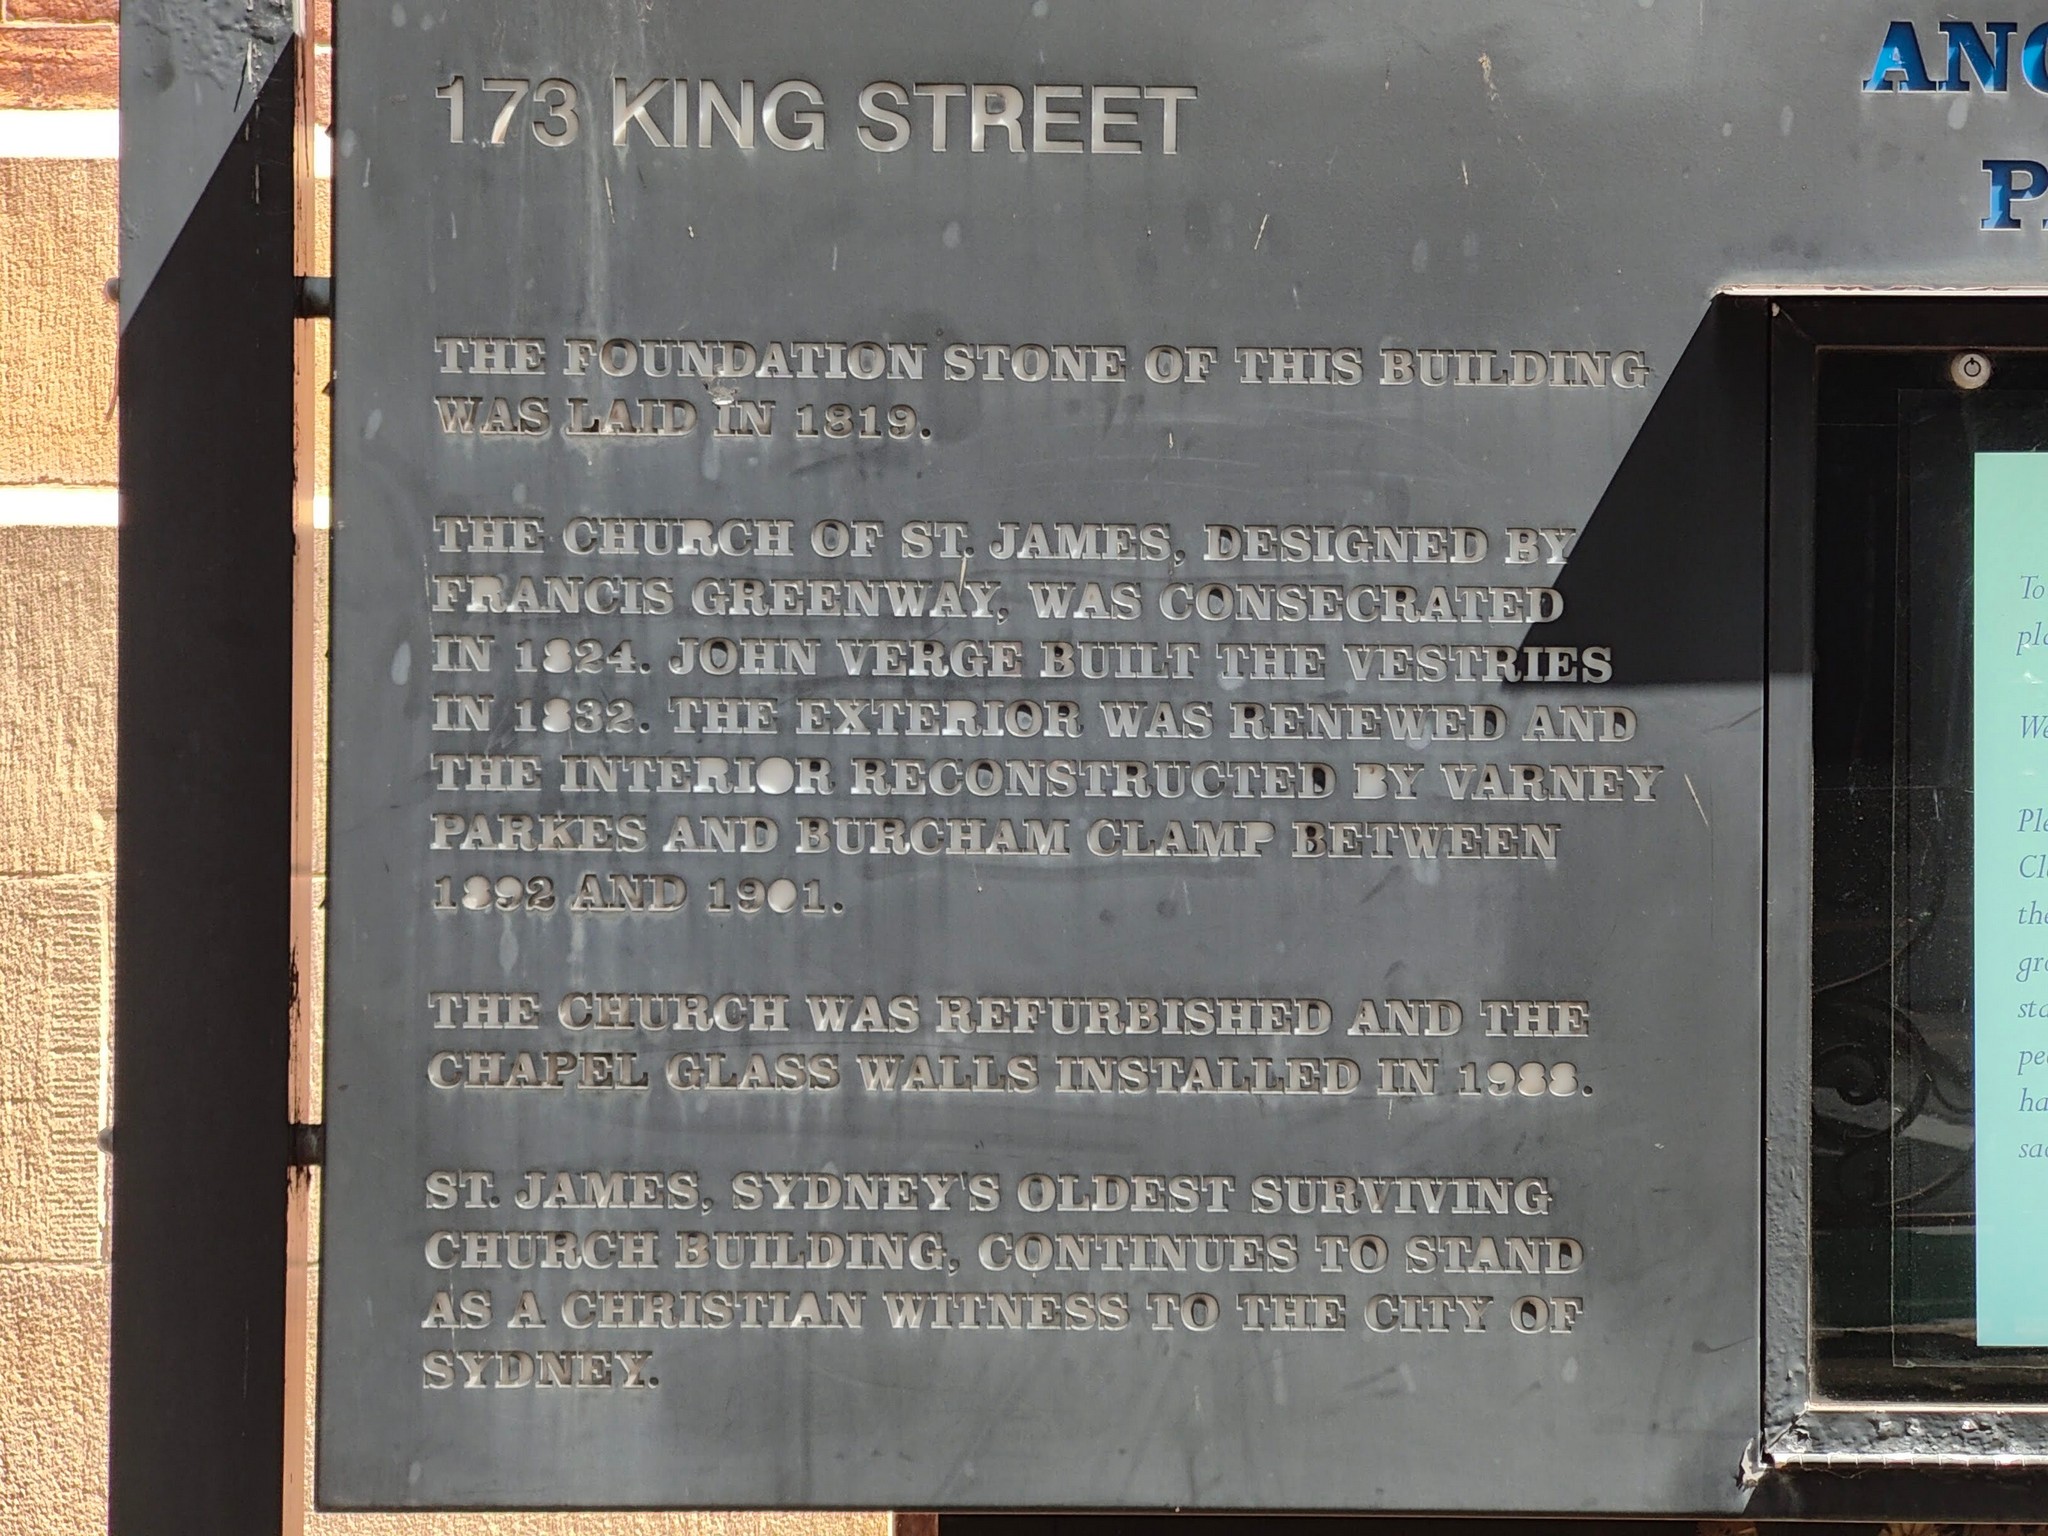 173 KING STREET
THE FOUNDATION STONE OF THIS BUILDING
WAS LAID IN 1819.
THE CHURCH OF ST. JAMES, DESIGNED BY
FRANCIS GREENWAY, WAS CONSECRATED
IN 1824. JOHN VERGE BUILT THE VESTRIES
IN 1832. THE EXTERIOR WAS RENEWED AND
THE INTERIOR RECONSTRUCTED BY VARNEY
PARKES AND BURCHAM CLAMP BETWEEN
1892 AND 1901.
THE CHURCH WAS REFURBISHED AND THE
CHAPEL GLASS WALLS INSTALLED IN 1988.
ST. JAMES, SYDNEY'S OLDEST SURVIVING
CHURCH BUILDING, CONTINUES TO STAND
AS A CHRISTIAN WITNESS TO THE CITY OF
SYDNEY.
To